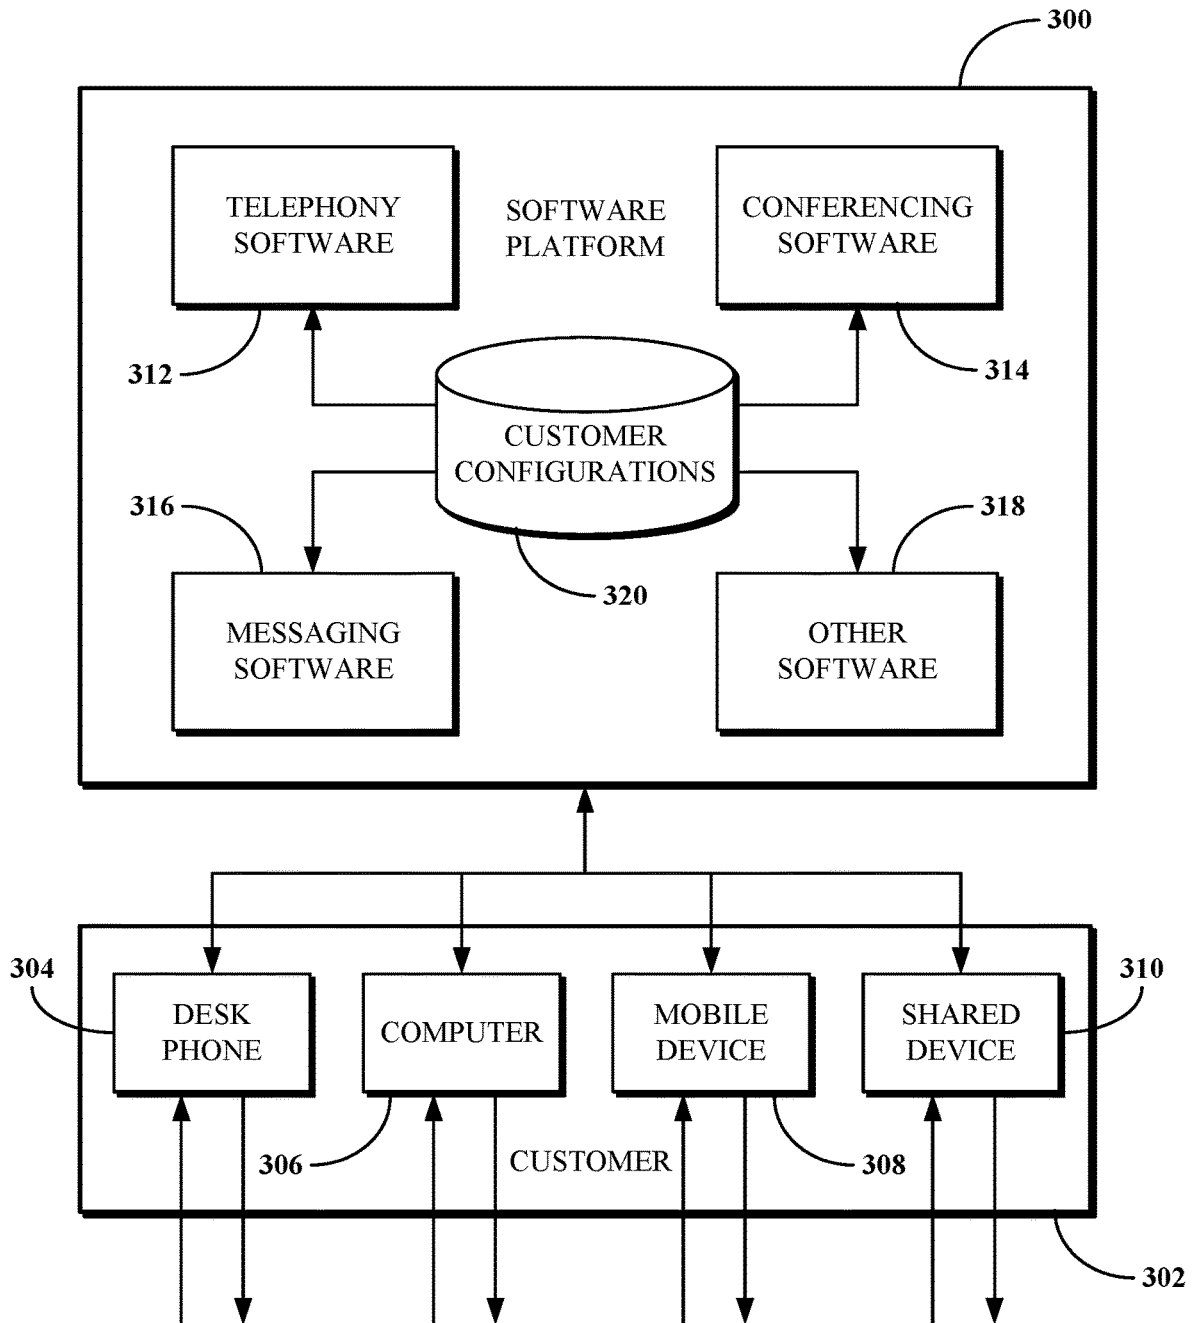 300
TELEPHONY
SOFTWARE
SOFTWARE
PLATFORM
CONFERENCING
SOFTWARE
312
314
CUSTOMER
CONFIGURATIONS
316
318
320
MESSAGING
SOFTWARE
OTHER
SOFTWARE
304
310
DESK
PHONE
COMPUTER
MOBILE
DEVICE
SHARED
DEVICE
306
CUSTOMER
308
302